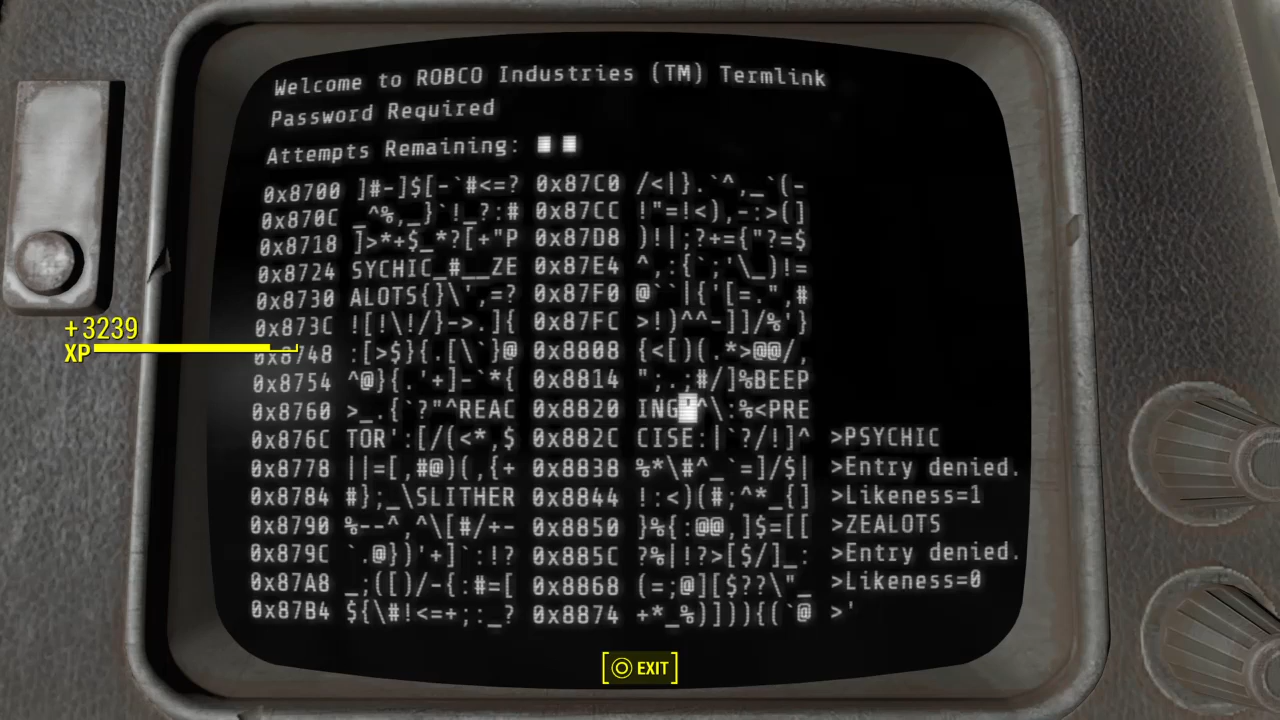 Welcome to ROBCO Industries (TM) Termlink
Password Required
Attempts Remaining:
0x8700 ]#-]$[-`#<=? 0x87C0 /<|}.`^,_`(-
0x870C _^%,_}`!_?:# 0x87CC !"=!<),-:>(]
0x8718 ]>*+$_*?[+"P 0x87D8 )!|;?+={"?=$
0x8724 SYCHIC_#__ZE 0x87E4 ^,:{`;'\_)!=
0x8730 ALOTS{}\',=? 0x87F0 @``|{'[=.",#
0x873C ![!\!/}->.]{ 0x87FC >!)^^-]]/%'}
+3239
XP
0x8748 :[>$}{.[\`}@ 0x8808 {<[)(.*>@@/,
0x8754 ^@}{.'+]-`*{ 0x8814 ";.;#/]%BEEP
0x8760 >_.{`?"^REAC 0x8820 ING'^\:%<PRE
0x876C TOR':[/(<*,$ 0x882C CISE:|`?/!]^ >PSYCHIC
0x8778 ||=[,#@)(,{+ 0x8838 %*\#^_`=]/$| >Entry denied.
0x8784 #};_\SLITHER 0x8844 !:<)(#;^*_{] >Likeness=1
0x8790 %--^,^\[#/+- 0x8850 }%{:@@,]$=[[ >ZEALOTS
0x879C `.@})'+]`:!? 0x885C ?%|!?>[$/]_: >Entry denied.
0x87A8 _;([)/-{:#=[ 0x8868 (=;@][$??\"_ >Likeness=0
0x87B4 ${\#!<=+;:_? 0x8874 +*_%)])){(`@ >'
EXIT